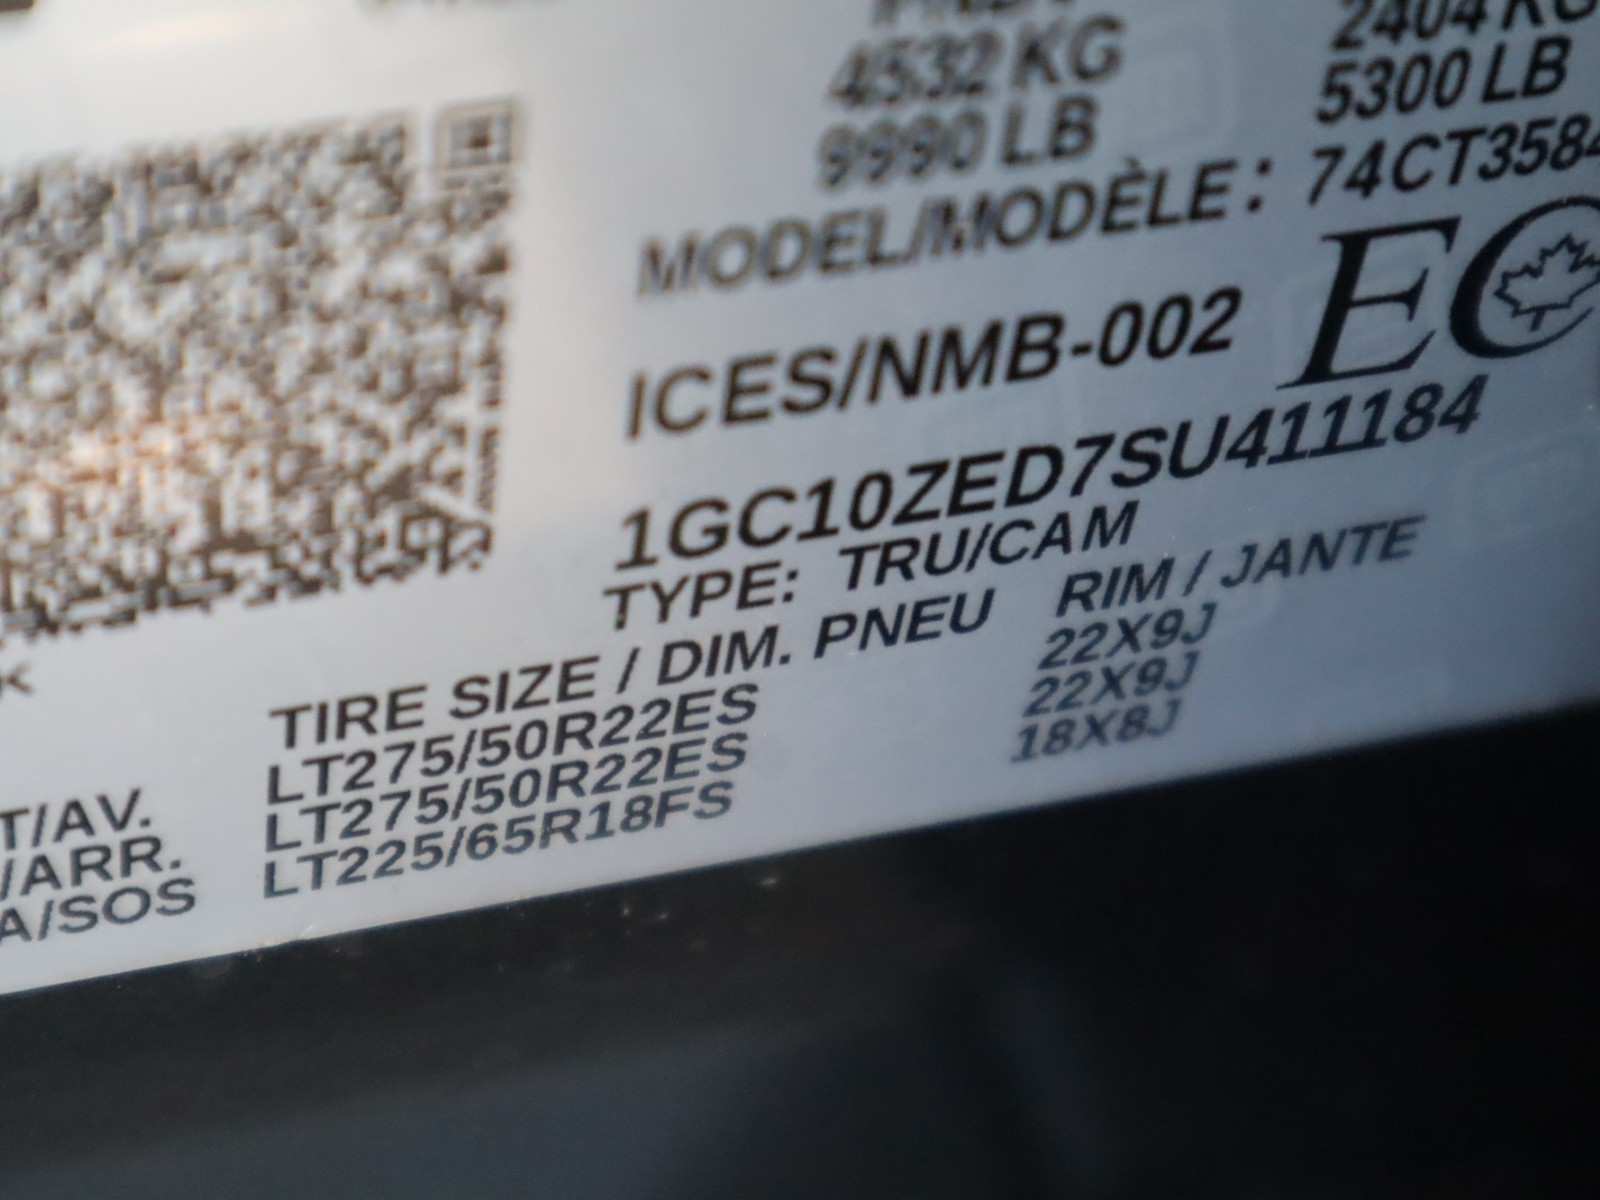 4532 KG
2404 KG
9990 LB
5300 LB
MODEL/MODÈLE: 74CT3584
ICES/NMB-002 EC
1GC10ZED7SU411184
TYPE: TRU/CAM
TIRE SIZE / DIM. PNEU RIM / JANTE
T/AV. LT275/50R22ES 22X9J
/ARR. LT275/50R22ES 22X9J
A/SOS LT225/65R18FS 18X8J